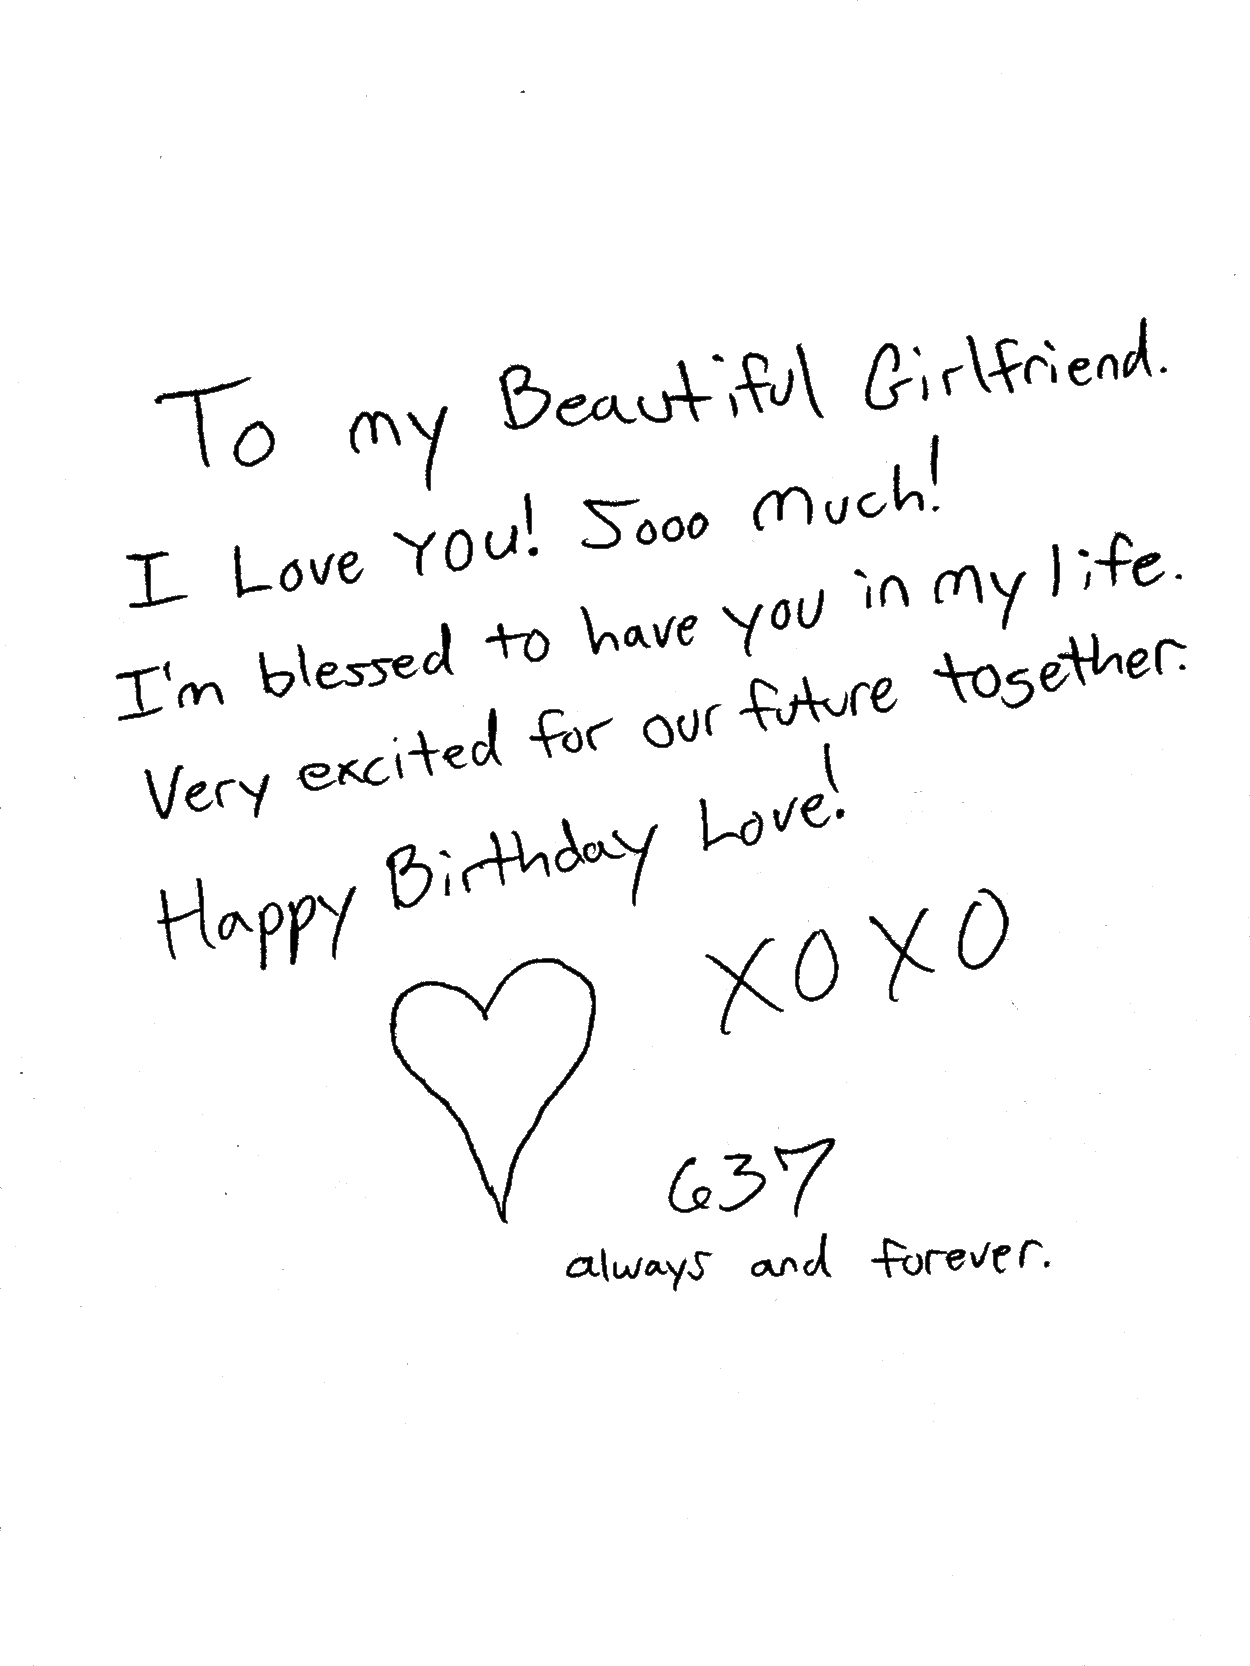 To my Beautiful Girlfriend.
I Love You! Sooo much!
I'm blessed to have you in my life.
Very excited for our future together.
Happy Birthday Love!
XOXO
637
always and forever.